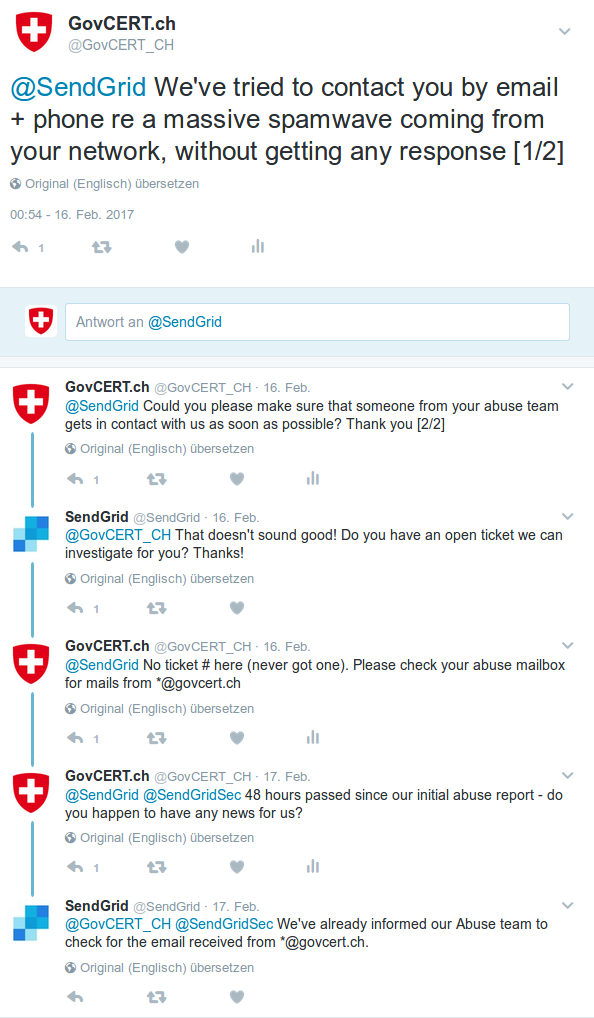 GovCERT.ch
@GovCERT_CH
@SendGrid We've tried to contact you by email
+ phone re a massive spamwave coming from
your network, without getting any response [1/2]
Original (Englisch) übersetzen
00:54 - 16. Feb. 2017
1
Antwort an @SendGrid
GovCERT.ch @GovCERT_CH · 16. Feb.
@SendGrid Could you please make sure that someone from your abuse team
gets in contact with us as soon as possible? Thank you [2/2]
Original (Englisch) übersetzen
1
SendGrid @SendGrid · 16. Feb.
@GovCERT_CH That doesn't sound good! Do you have an open ticket we can
investigate for you? Thanks!
Original (Englisch) übersetzen
1
GovCERT.ch @GovCERT_CH · 16. Feb.
@SendGrid No ticket # here (never got one). Please check your abuse mailbox
for mails from *@govcert.ch
Original (Englisch) übersetzen
1
GovCERT.ch @GovCERT_CH · 17. Feb.
@SendGrid @SendGridSec 48 hours passed since our initial abuse report - do
you happen to have any news for us?
Original (Englisch) übersetzen
1
SendGrid @SendGrid · 17. Feb.
@GovCERT_CH @SendGridSec We've already informed our Abuse team to
check for the email received from *@govcert.ch.
Original (Englisch) übersetzen